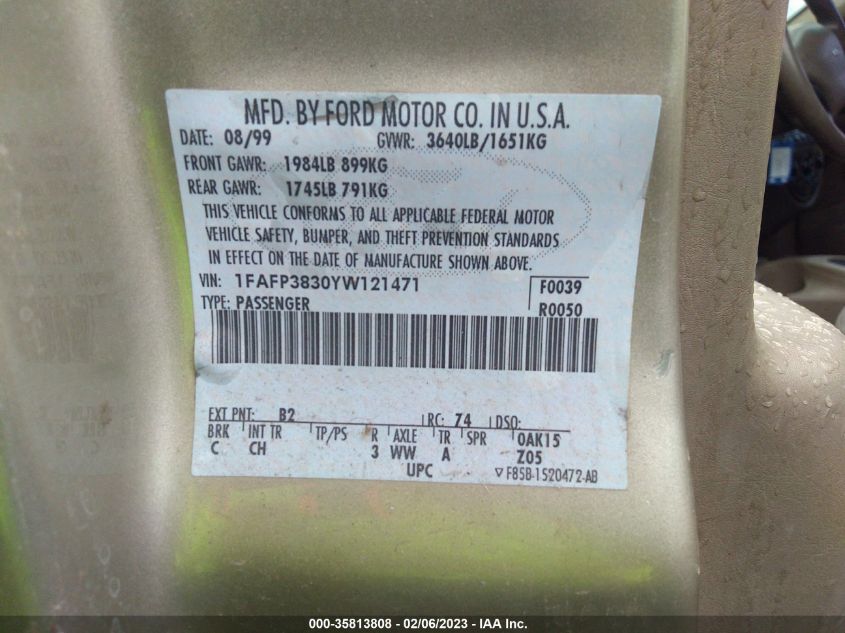 MFD. BY FORD MOTOR CO. IN U.S.A.
DATE: 08/99 GVWR: 3640LB/1651KG
FRONT GAWR: 1984LB 899KG
REAR GAWR: 1745LB 791KG
THIS VEHICLE CONFORMS TO ALL APPLICABLE FEDERAL MOTOR
VEHICLE SAFETY, BUMPER, AND THEFT PREVENTION STANDARDS
IN EFFECT ON THE DATE OF MANUFACTURE SHOWN ABOVE.
VIN: 1FAFP3830YW121471 F0039
TYPE: PASSENGER R0050
EXT PNT: B2 RC: 74 DSO:
BRK INT TR TP/PS R AXLE TR SPR 0AK15
C CH 3 WW A Z05
UPC ▽ F85B-1520472-AB
000-35813808 - 02/06/2023 - IAA Inc.